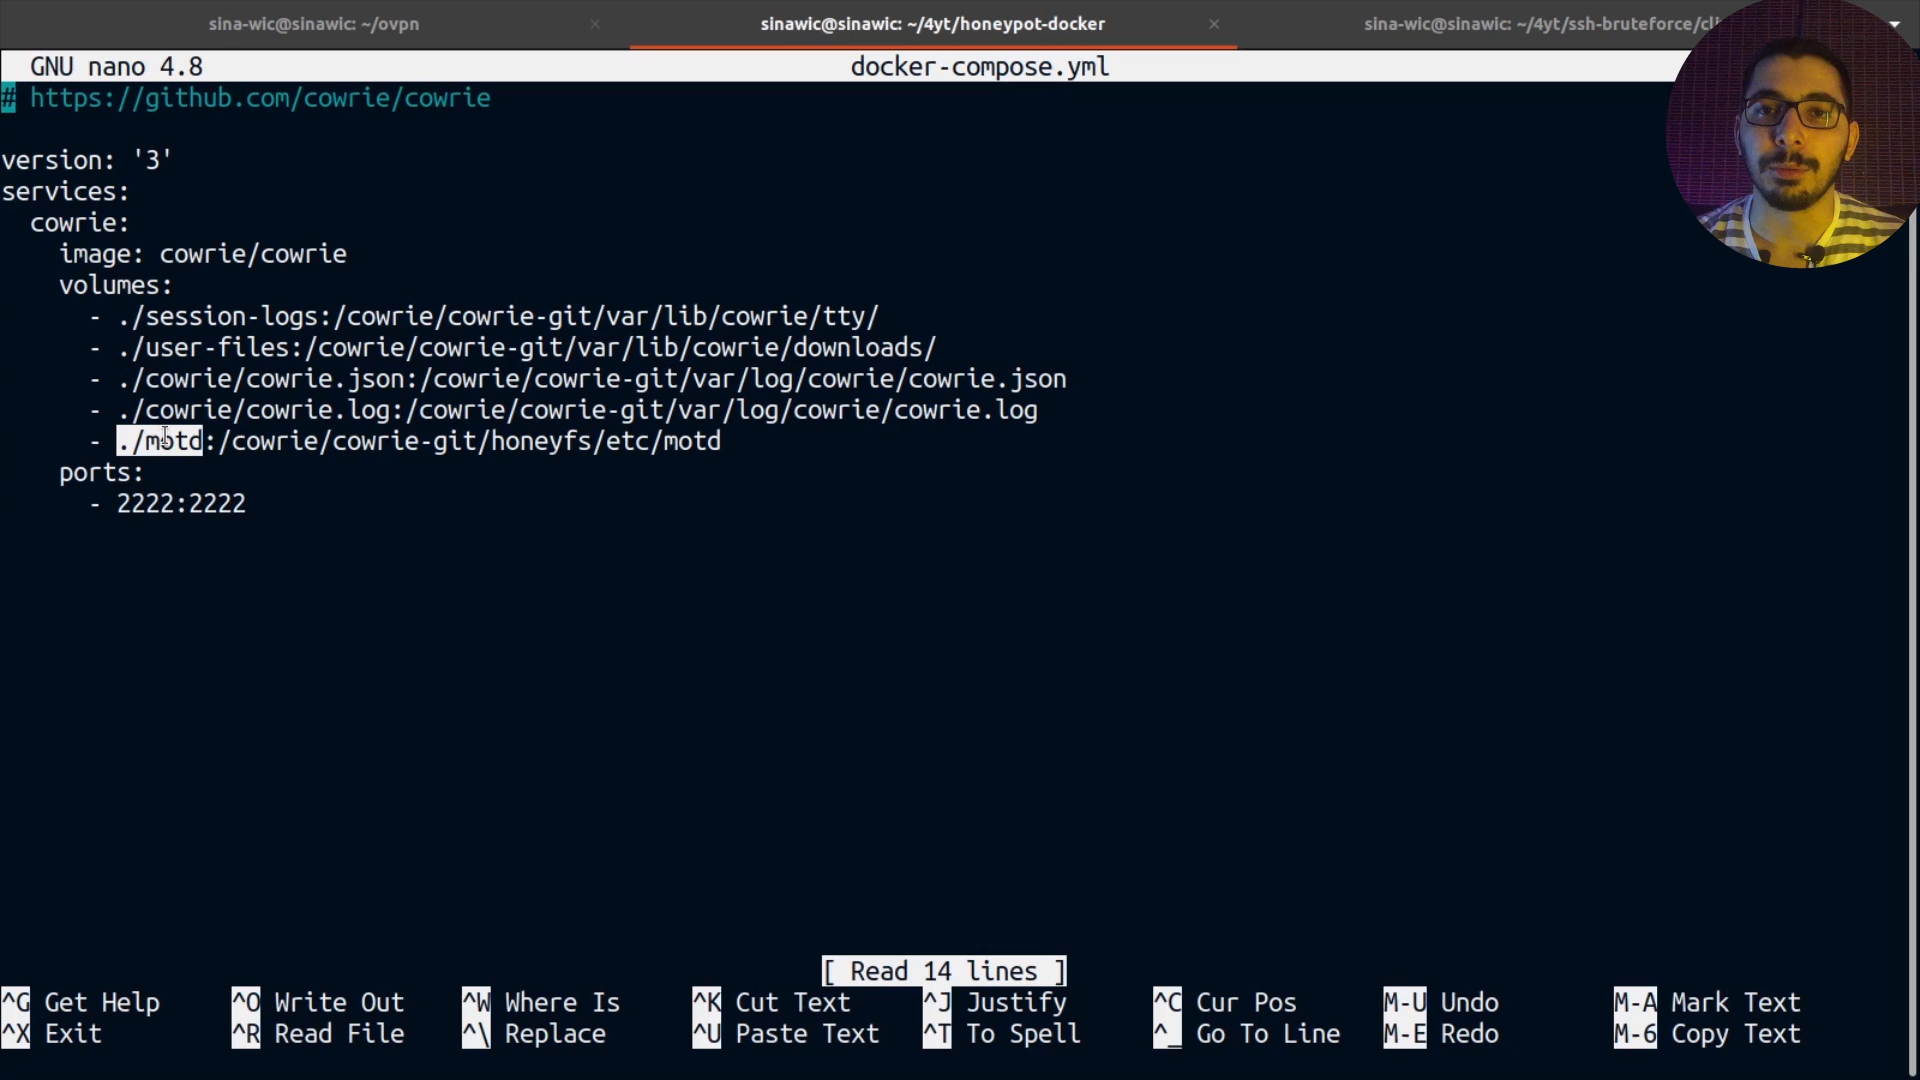 sina-wic@sinawic: ~/ovpn × sinawic@sinawic: ~/4yt/honeypot-docker × sina-wic@sinawic: ~/4yt/ssh-bruteforce/cli
GNU nano 4.8 docker-compose.yml
# https://github.com/cowrie/cowrie
version: '3'
services:
cowrie:
image: cowrie/cowrie
volumes:
- ./session-logs:/cowrie/cowrie-git/var/lib/cowrie/tty/
- ./user-files:/cowrie/cowrie-git/var/lib/cowrie/downloads/
- ./cowrie/cowrie.json:/cowrie/cowrie-git/var/log/cowrie/cowrie.json
- ./cowrie/cowrie.log:/cowrie/cowrie-git/var/log/cowrie/cowrie.log
- ./motd:/cowrie/cowrie-git/honeyfs/etc/motd
ports:
- 2222:2222
[ Read 14 lines ]
^G Get Help ^O Write Out ^W Where Is ^K Cut Text ^J Justify ^C Cur Pos M-U Undo M-A Mark Text
^X Exit ^R Read File ^\ Replace ^U Paste Text ^T To Spell ^_ Go To Line M-E Redo M-6 Copy Text